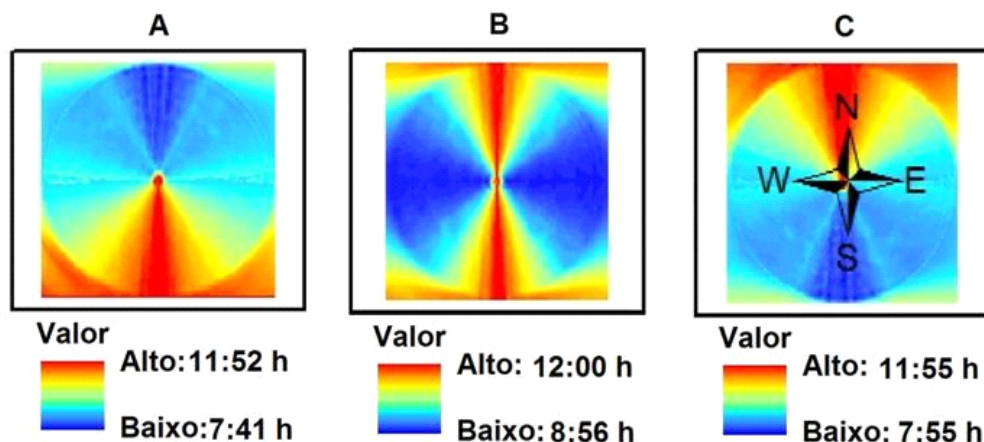 A B C
N
W E
S
Valor Valor Valor
Alto: 11:52 h Alto: 12:00 h Alto: 11:55 h
Baixo: 7:41 h Baixo: 8:56 h Baixo: 7:55 h